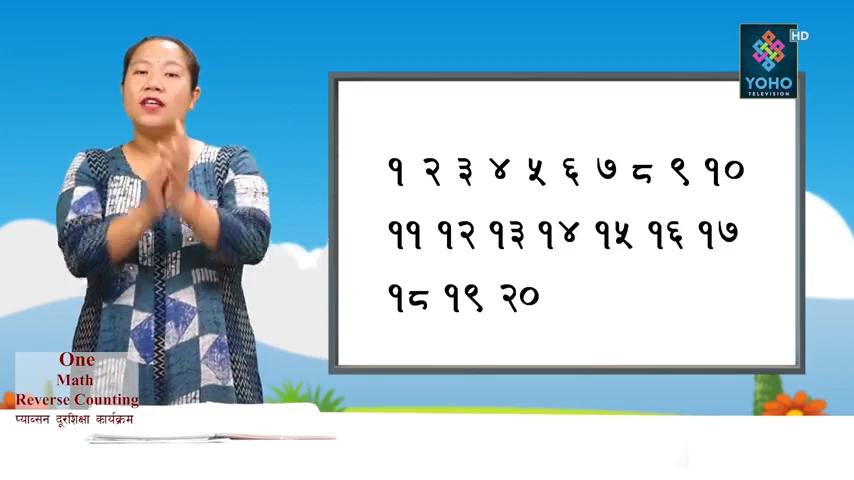 HD
YOHO
TELEVISION
१ २ ३ ४ ५ ६ ७ ८ ९ १०
११ १२ १३ १४ १५ १६ १७
१८ १९ २०
One
Math
Reverse Counting
प्याब्सन दूरशिक्षा कार्यक्रम